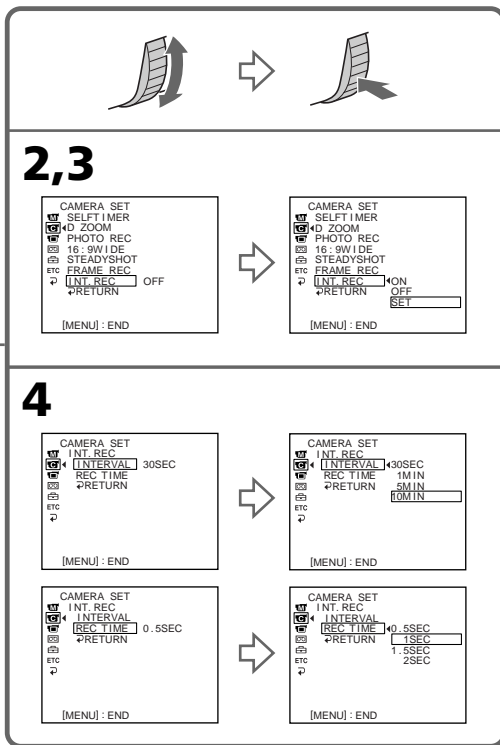 2,3
CAMERA SET
SELFTIMER
D ZOOM
PHOTO REC
16:9WIDE
STEADYSHOT
ETC FRAME REC
INT. REC OFF
RETURN
[MENU] : END
CAMERA SET
SELFTIMER
D ZOOM
PHOTO REC
16:9WIDE
STEADYSHOT
ETC FRAME REC
INT. REC ON
RETURN OFF
SET
[MENU] : END
4
CAMERA SET
INT. REC
INTERVAL 30SEC
REC TIME
RETURN
ETC
[MENU] : END
CAMERA SET
INT. REC
INTERVAL 30SEC
REC TIME 1MIN
RETURN 5MIN
10MIN
ETC
[MENU] : END
CAMERA SET
INT. REC
INTERVAL
REC TIME 0.5SEC
RETURN
ETC
[MENU] : END
CAMERA SET
INT. REC
INTERVAL
REC TIME 0.5SEC
RETURN 1SEC
1.5SEC
ETC 2SEC
[MENU] : END